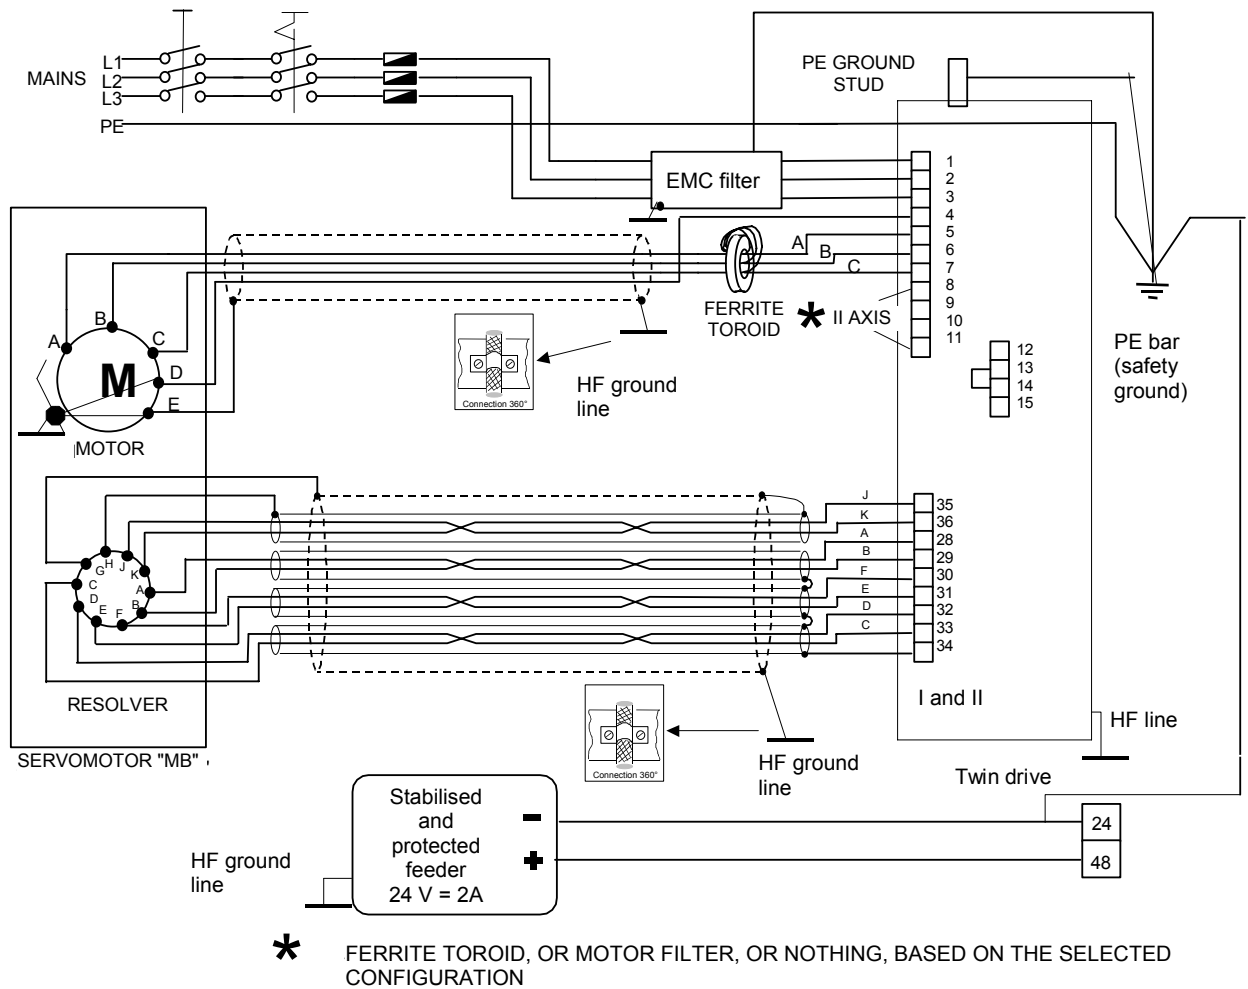 MAINS
L1
L2
L3
PE
PE GROUND
STUD
EMC filter
1
2
3
4
5
6
7
8
9
10
11
A
B
C
FERRITE
TOROID
* II AXIS
12
13
14
15
PE bar
(safety
ground)
A
B
C
D
E
M
MOTOR
Connection 360°
HF ground
line
J
K
A
B
F
E
D
C
35
36
28
29
30
31
32
33
34
G
H
J
K
A
B
F
E
D
C
RESOLVER
SERVOMOTOR "MB"
I and II
HF line
Connection 360°
HF ground
line
Twin drive
Stabilised
and
protected
feeder
24 V = 2A
-
+
24
48
HF ground
line
* FERRITE TOROID, OR MOTOR FILTER, OR NOTHING, BASED ON THE SELECTED
CONFIGURATION